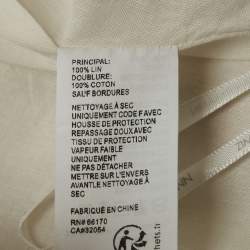 PRINCIPAL:
100% LIN
DOUBLURE:
100% COTON
SAUF BORDURES
NETTOYAGE À SEC
UNIQUEMENT CODE F AVEC
HOUSSE DE PROTECTION
REPASSAGE DOUX AVEC
TISSU DE PROTECTION
VAPEUR FAIBLE
UNIQUEMENT
NE PAS DÉTACHER
METTRE SUR L'ENVERS
AVANT LE NETTOYAGE À
SEC
FABRIQUÉ EN CHINE
RN# 66170
CA#32054